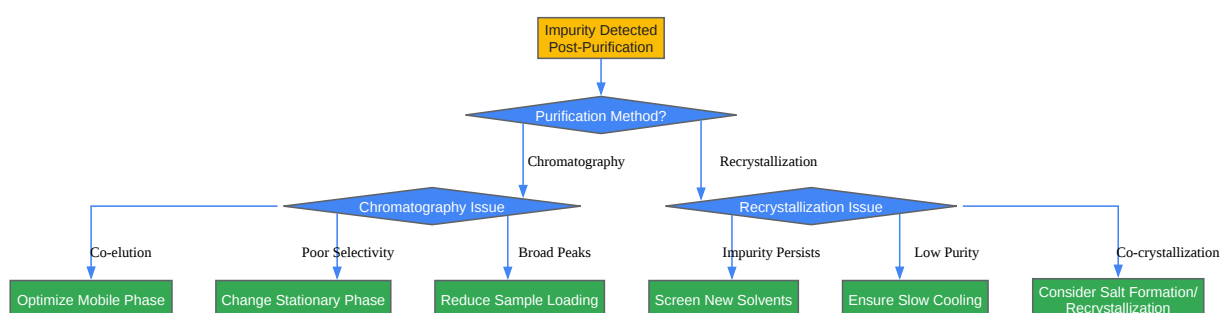 Impurity Detected
Post-Purification
Purification Method?
Chromatography
Recrystallization
Chromatography Issue
Recrystallization Issue
Co-elution
Poor Selectivity
Broad Peaks
Impurity Persists
Low Purity
Co-crystallization
Optimize Mobile Phase
Change Stationary Phase
Reduce Sample Loading
Screen New Solvents
Ensure Slow Cooling
Consider Salt Formation/
Recrystallization